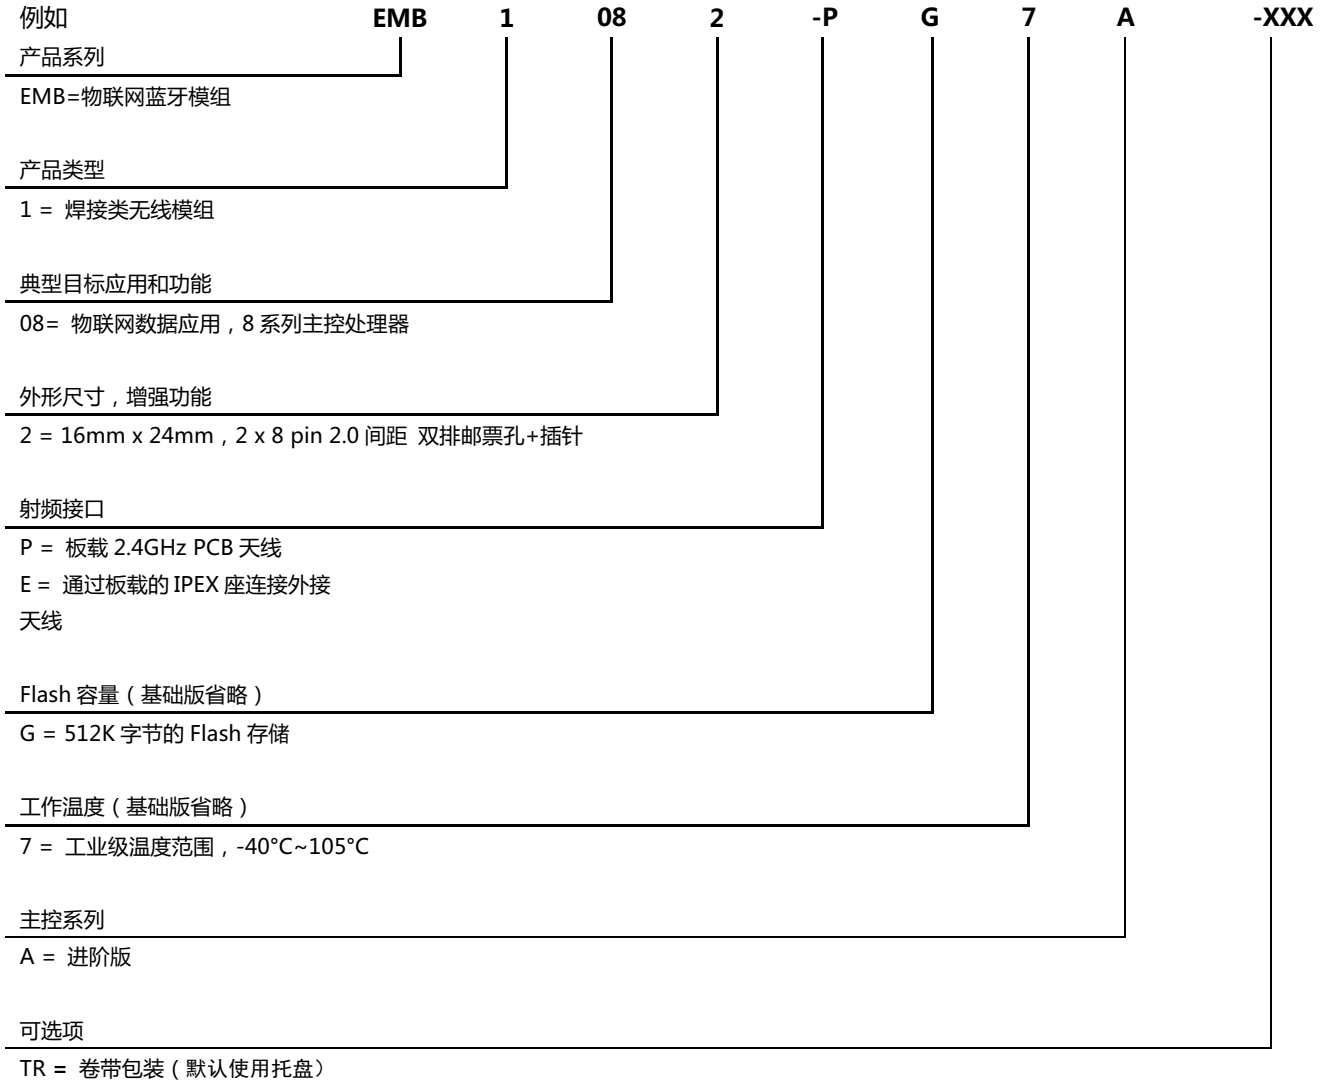 例如 EMB 1 08 2 -P G 7 A -XXX
产品系列
EMB=物联网蓝牙模组
产品类型
1 = 焊接类无线模组
典型目标应用和功能
08= 物联网数据应用，8 系列主控处理器
外形尺寸，增强功能
2 = 16mm x 24mm，2 x 8 pin 2.0 间距 双排邮票孔+插针
射频接口
P = 板载 2.4GHz PCB 天线
E = 通过板载的 IPEX 座连接外接
天线
Flash 容量（基础版省略）
G = 512K 字节的 Flash 存储
工作温度（基础版省略）
7 = 工业级温度范围，-40°C~105°C
主控系列
A = 进阶版
可选项
TR = 卷带包装（默认使用托盘）